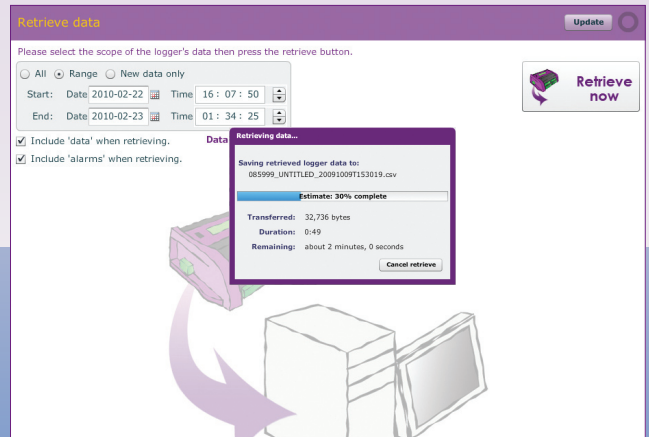 Retrieve data
Update
Please select the scope of the logger's data then press the retrieve button.
All Range New data only
Start: Date 2010-02-22 Time 16 : 07 : 50
End: Date 2010-02-23 Time 01 : 34 : 25
Retrieve
now
Include 'data' when retrieving.
Data
Include 'alarms' when retrieving.
Retrieving data...
Saving retrieved logger data to:
085999_UNTITLED_20091009T153019.csv
Estimate: 30% complete
Transferred: 32,736 bytes
Duration: 0:49
Remaining: about 2 minutes, 0 seconds
Cancel retrieve